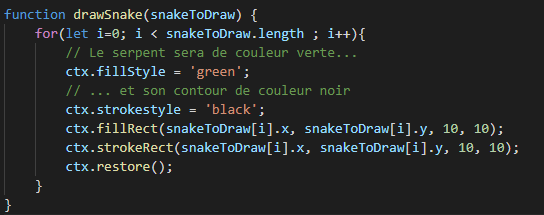 function drawSnake(snakeToDraw) {
for(let i=0; i < snakeToDraw.length ; i++){
// Le serpent sera de couleur verte...
ctx.fillStyle = 'green';
// ... et son contour de couleur noir
ctx.strokestyle = 'black';
ctx.fillRect(snakeToDraw[i].x, snakeToDraw[i].y, 10, 10);
ctx.strokeRect(snakeToDraw[i].x, snakeToDraw[i].y, 10, 10);
ctx.restore();
}
}